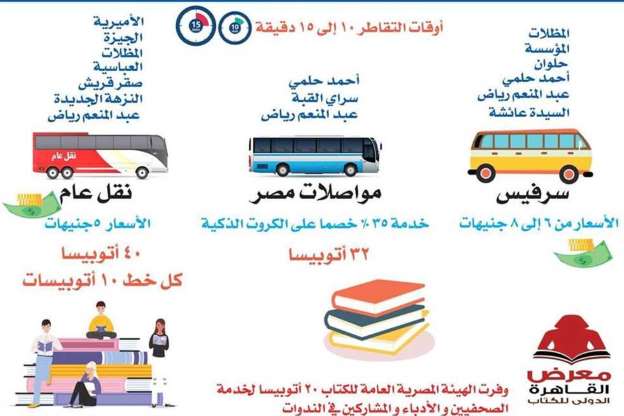 أوقات التقاطر ١٠ إلى ١٥ دقيقة
15
10
المظلات
المؤسسة
حلوان
أحمد حلمي
عبد المنعم رياض
السيدة عائشة
سرفيس
الأسعار من ٦ إلى ٨ جنيهات
أحمد حلمي
سراي القبة
عبد المنعم رياض
مواصلات مصر
خدمة ٣٥ ٪ خصما على الكروت الذكية
٣٢ أتوبيسا
الأميرية
الجيزة
المظلات
العباسية
صقر قريش
النزهة الجديدة
عبد المنعم رياض
نقل عام
نقل عام
الأسعار ٥ جنيهات
٤٠ أتوبيسا
كل خط ١٠ أتوبيسات
معرض
القاهرة
الدولى للكتاب
وفرت الهيئة المصرية العامة للكتاب ٢٠ أتوبيسا لخدمة
الصحفيين و الأدباء و المشاركين في الندوات